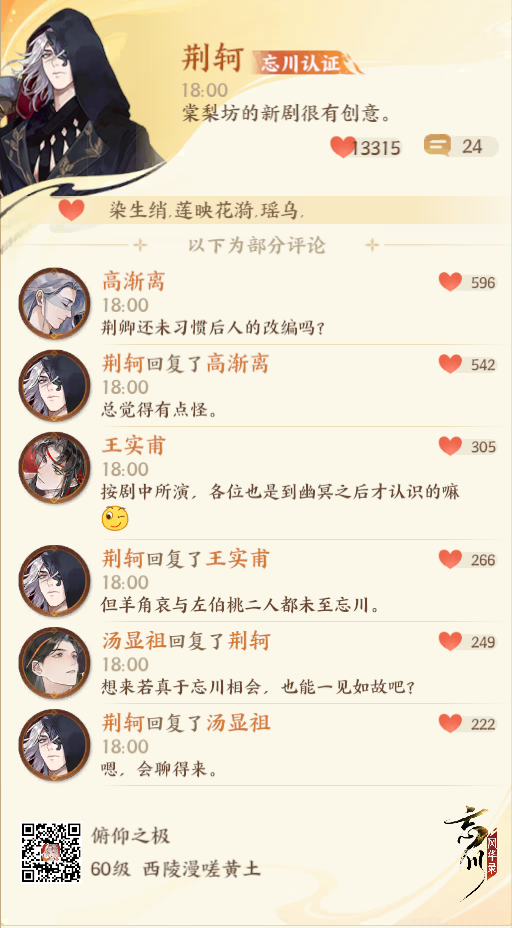 荆轲 忘川认证
18:00
棠梨坊的新剧很有创意。
13315 24
染生绡,莲映花漪,瑶乌,
以下为部分评论
高渐离 596
18:00
荆卿还未习惯后人的改编吗?
荆轲回复了高渐离 542
18:00
总觉得有点怪。
王实甫 305
18:00
按剧中所演，各位也是到幽冥之后才认识的嘛
荆轲回复了王实甫 266
18:00
但羊角哀与左伯桃二人都未至忘川。
汤显祖回复了荆轲 249
18:00
想来若真于忘川相会，也能一见如故吧?
荆轲回复了汤显祖 222
18:00
嗯，会聊得来。
俯仰之极
60级 西陵漫嗟黄土
忘川
风华录